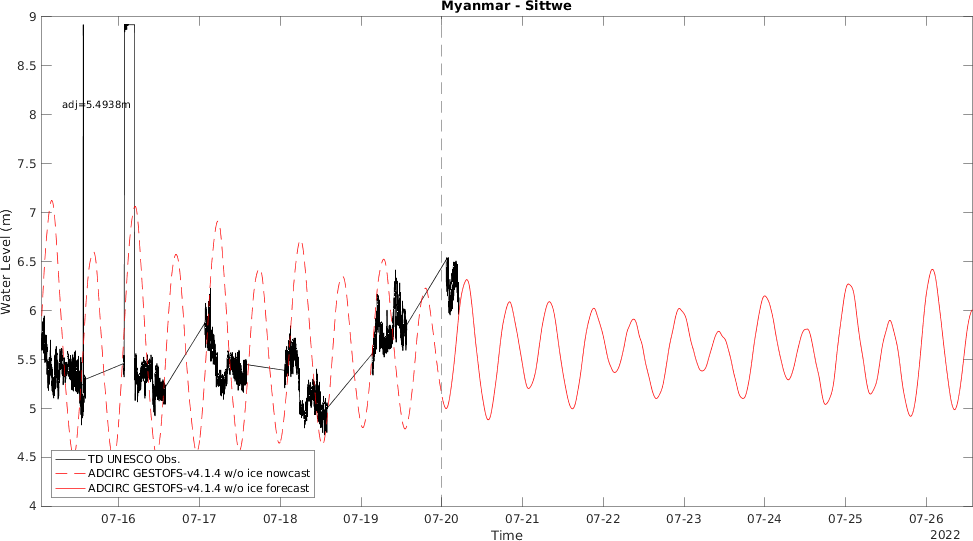 Myanmar - Sittwe
Water Level (m)
9
8.5
8
7.5
7
6.5
6
5.5
5
4.5
4
adj=5.4938m
TD UNESCO Obs.
ADCIRC GESTOFS-v4.1.4 w/o ice nowcast
ADCIRC GESTOFS-v4.1.4 w/o ice forecast
07-16 07-17 07-18 07-19 07-20 07-21 07-22 07-23 07-24 07-25 07-26
Time
2022